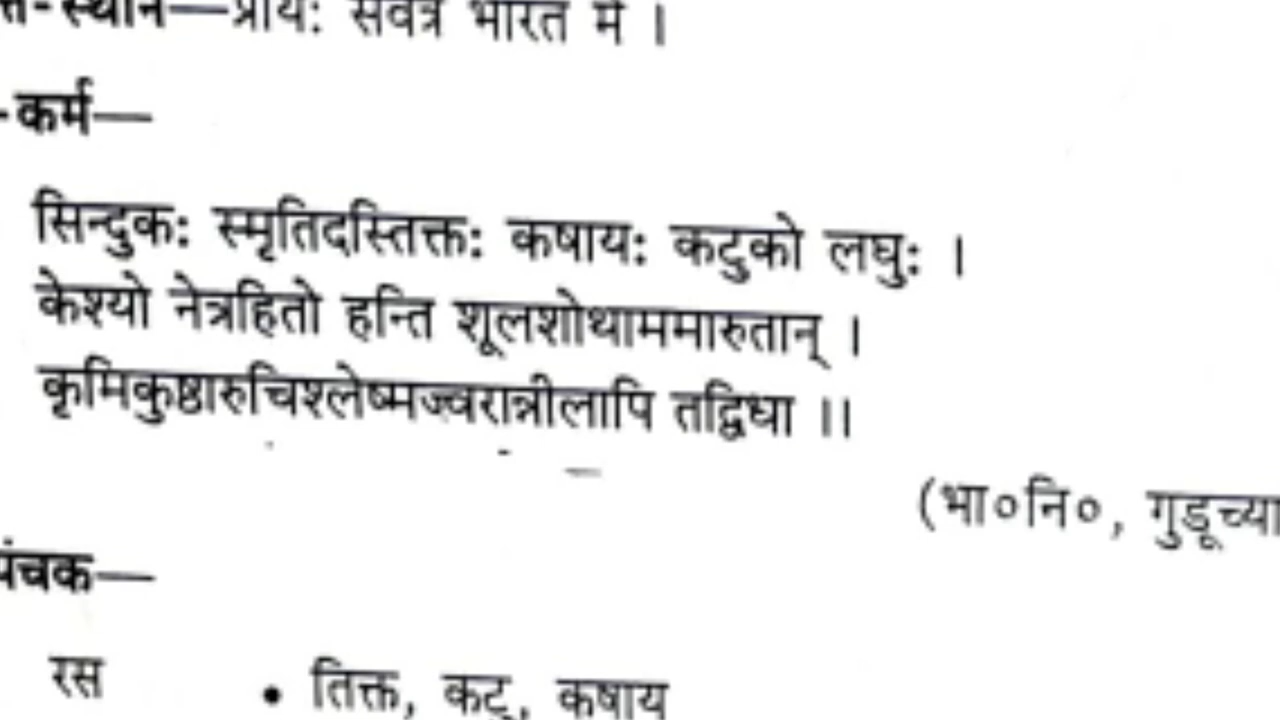 -स्थान—प्रायः सर्वत्र भारत में ।
-कर्म—
सिन्दुकः स्मृतिदस्तिक्तः कषायः कटुको लघुः ।
केश्यो नेत्रहितो हन्ति शूलशोथाममारुतान् ।
कृमिकुष्ठारुचिश्लेष्मज्वरान्नीलापि तद्विधा ।।
(भा०नि०, गुडूच्या
पंचक—
रस • तिक्त, कटु, कषाय